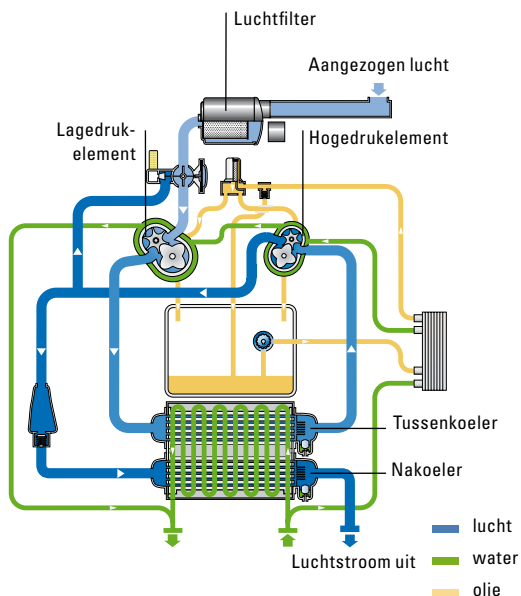 Luchtfilter
Aangezogen lucht
Lagedruk-
element
Hogedrukelement
Tussenkoeler
Nakoeler
Luchtstroom uit
lucht
water
olie